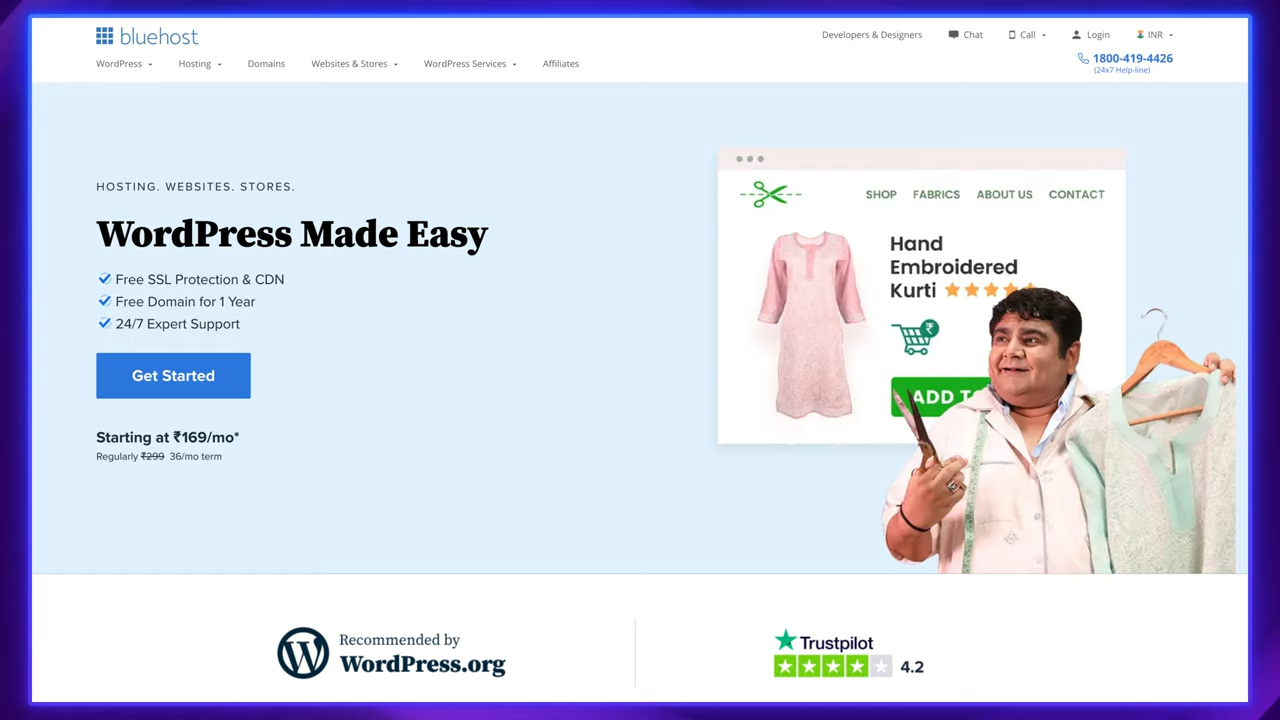 bluehost
Developers & Designers
Chat
Call
Login
INR
WordPress
Hosting
Domains
Websites & Stores
WordPress Services
Affiliates
1800-419-4426
(24x7 Help-line)
HOSTING. WEBSITES. STORES.
WordPress Made Easy
Free SSL Protection & CDN
Free Domain for 1 Year
24/7 Expert Support
Get Started
Starting at ₹169/mo*
Regularly ₹299 36/mo term
SHOP
FABRICS
ABOUT US
CONTACT
Hand
Embroidered
Kurti
₹
ADD
Recommended by
WordPress.org
Trustpilot
4.2